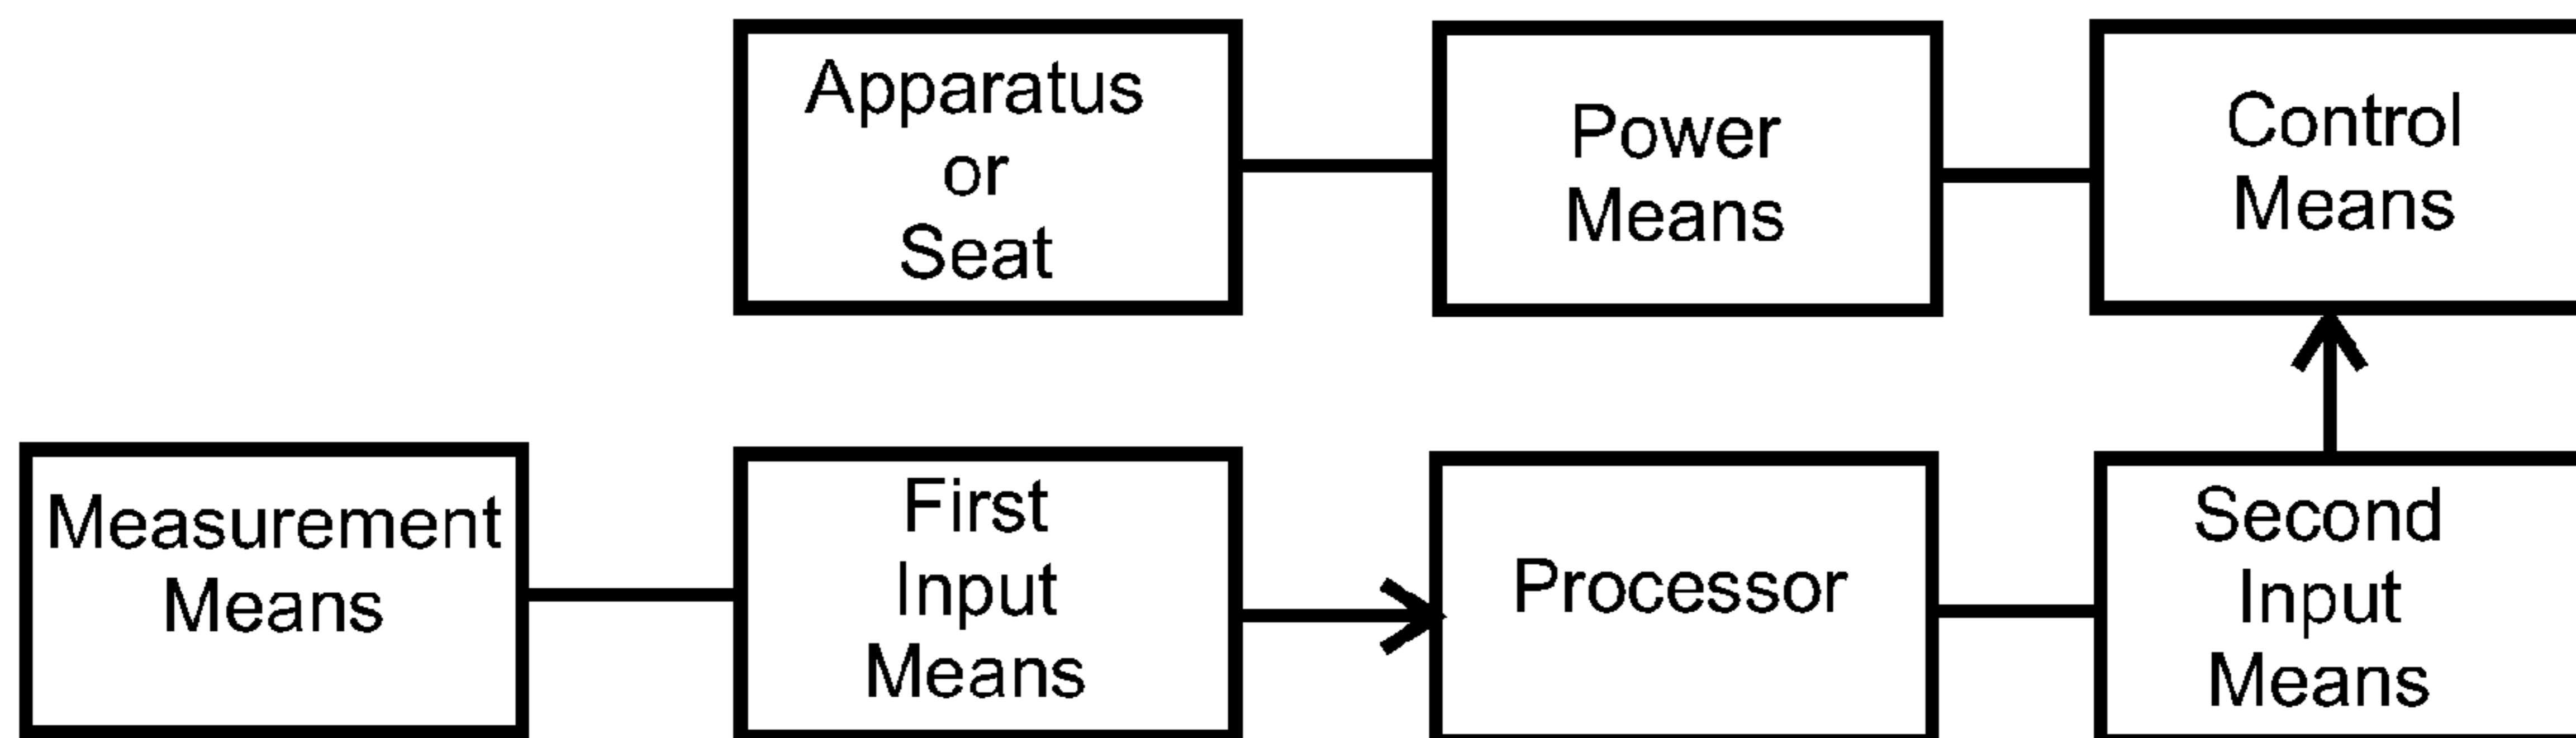 Apparatus
or
Seat
Power
Means
Control
Means
Measurement
Means
First
Input
Means
Processor
Second
Input
Means